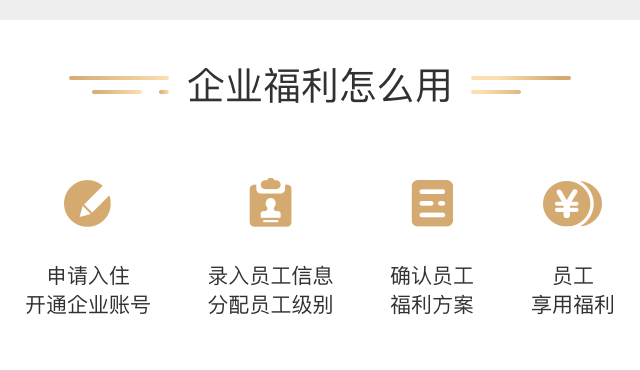 企业福利怎么用
申请入住
开通企业账号
录入员工信息
分配员工级别
确认员工
福利方案
员工
享用福利